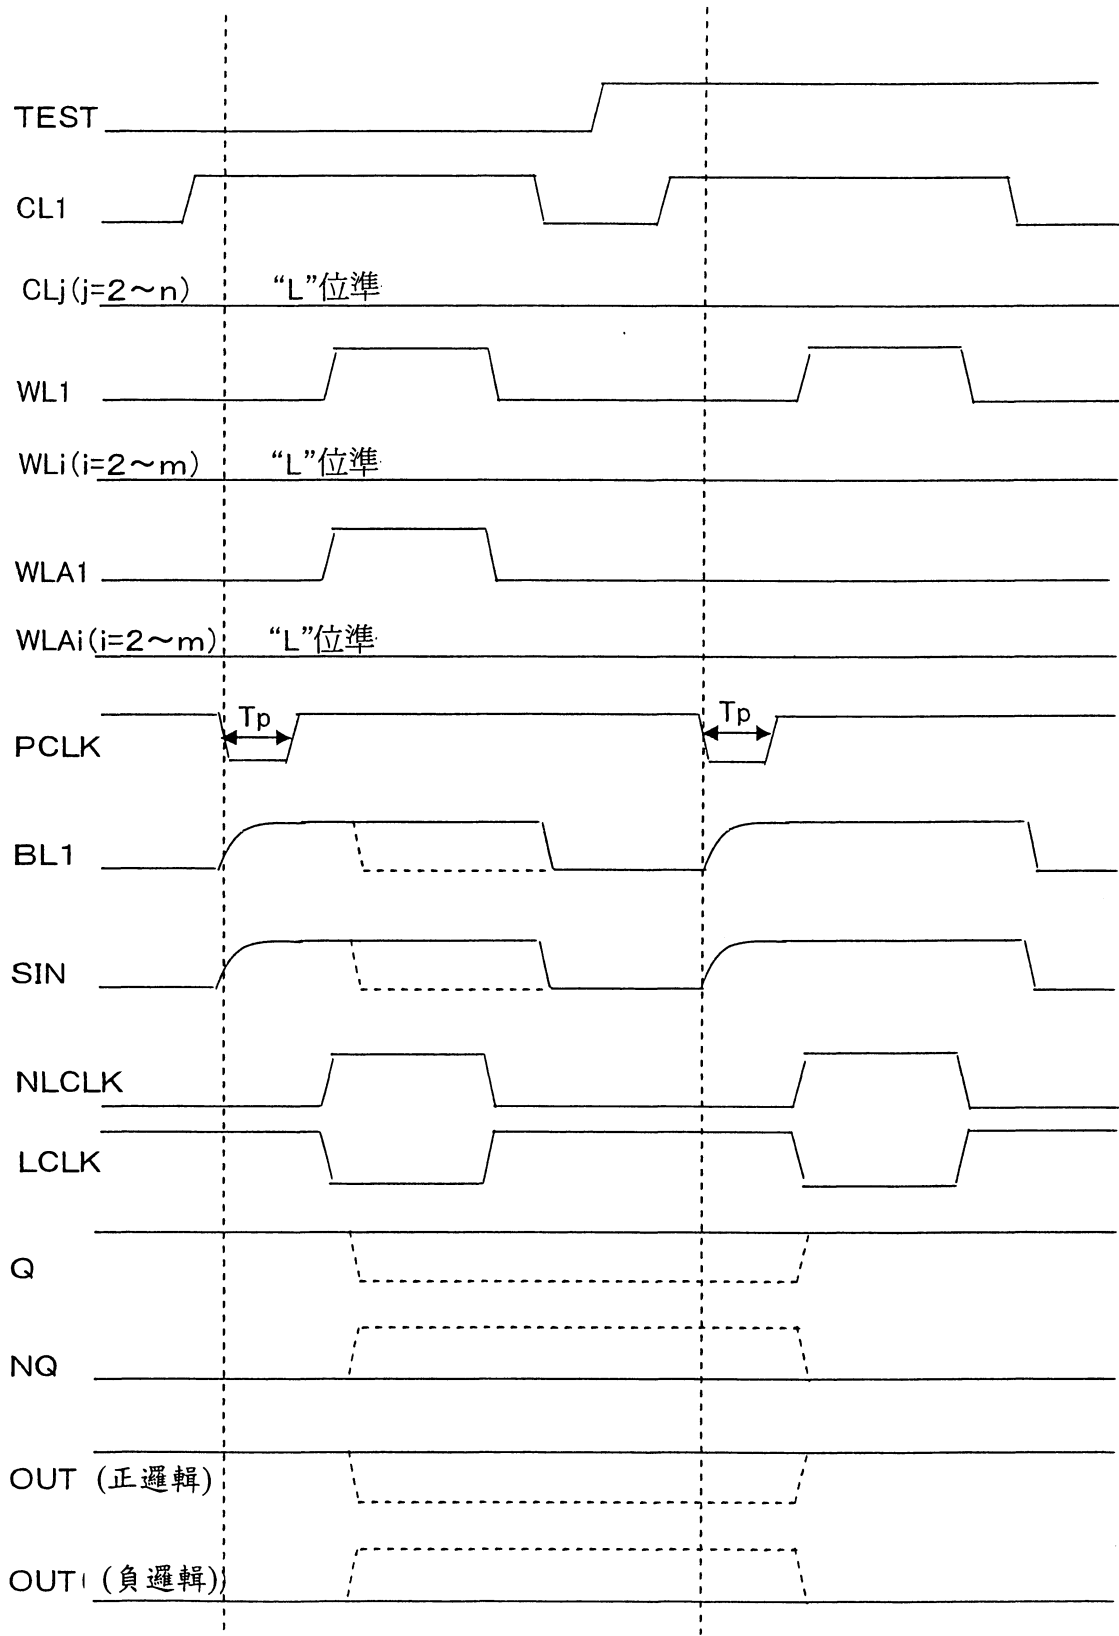 TEST
CL1
CLj(j=2～n) “L”位準
WL1
WLi(i=2～m) “L”位準
WLA1
WLAi(i=2～m) “L”位準
Tp Tp
PCLK
BL1
SIN
NLCLK
LCLK
Q
NQ
OUT (正邏輯)
OUT (負邏輯)